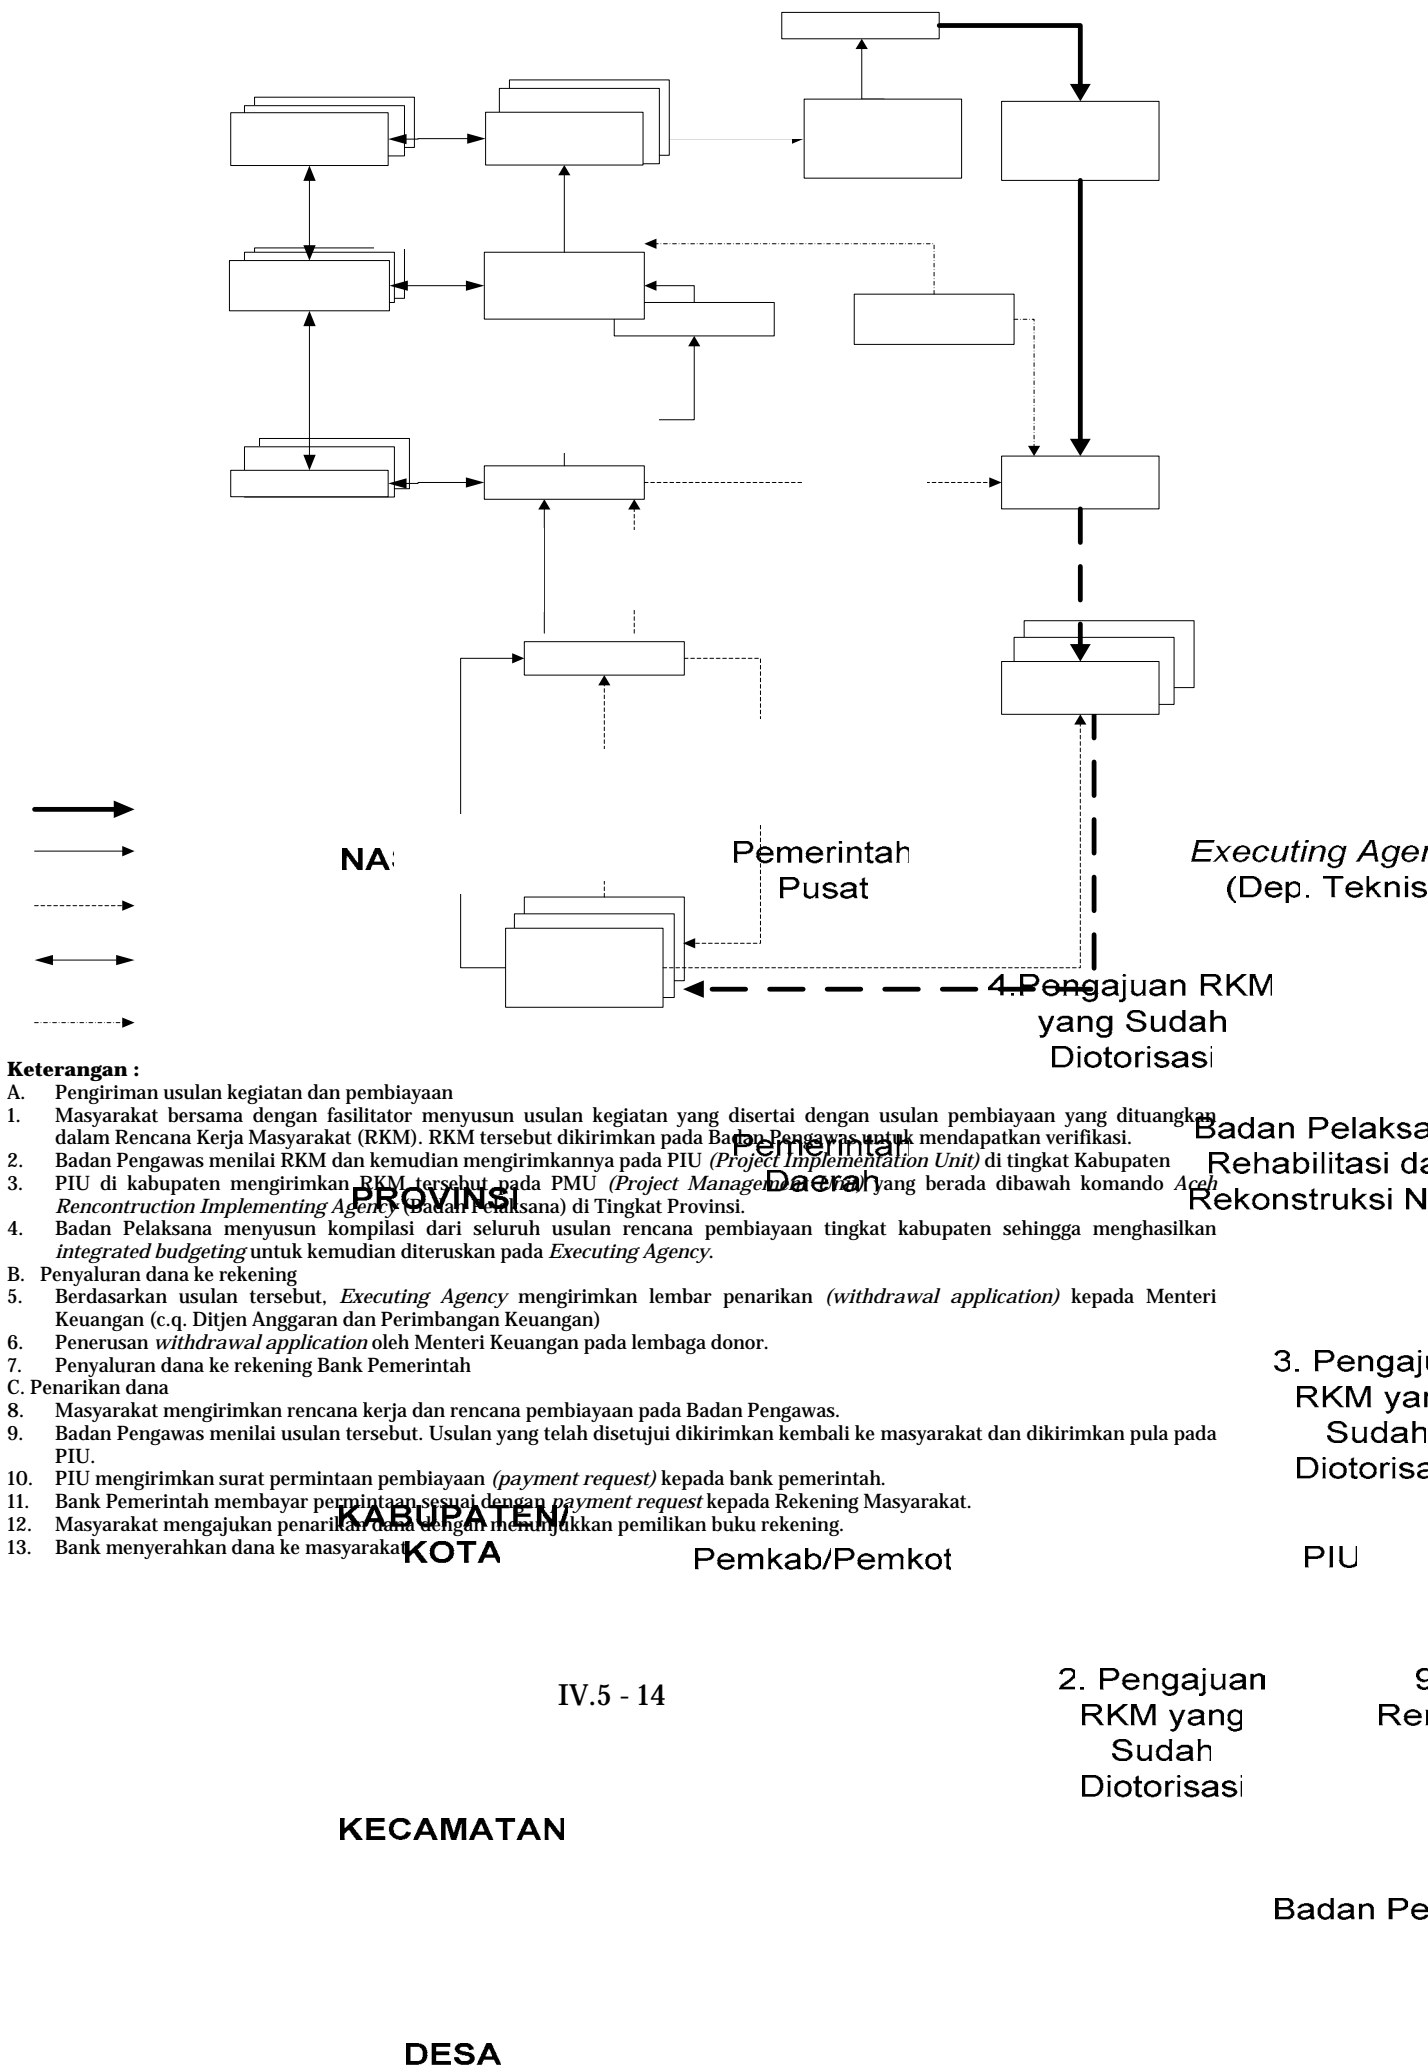 NA
Pemerintah
Pusat
Executing Agen
(Dep. Teknis
4.Pengajuan RKM
yang Sudah
Diotorisasi
Keterangan :
A. Pengiriman usulan kegiatan dan pembiayaan
1. Masyarakat bersama dengan fasilitator menyusun usulan kegiatan yang disertai dengan usulan pembiayaan yang dituangkan
dalam Rencana Kerja Masyarakat (RKM). RKM tersebut dikirimkan pada Badan Pengawas untuk mendapatkan verifikasi.
2. Badan Pengawas menilai RKM dan kemudian mengirimkannya pada PIU (Project Implementation Unit) di tingkat Kabupaten
3. PIU di kabupaten mengirimkan RKM tersebut pada PMU (Project Management Unit) yang berada dibawah komando Aceh
Rencontruction Implementing Agency (Badan Pelaksana) di Tingkat Provinsi.
4. Badan Pelaksana menyusun kompilasi dari seluruh usulan rencana pembiayaan tingkat kabupaten sehingga menghasilkan
integrated budgeting untuk kemudian diteruskan pada Executing Agency.
B. Penyaluran dana ke rekening
5. Berdasarkan usulan tersebut, Executing Agency mengirimkan lembar penarikan (withdrawal application) kepada Menteri
Keuangan (c.q. Ditjen Anggaran dan Perimbangan Keuangan)
6. Penerusan withdrawal application oleh Menteri Keuangan pada lembaga donor.
7. Penyaluran dana ke rekening Bank Pemerintah
C. Penarikan dana
8. Masyarakat mengirimkan rencana kerja dan rencana pembiayaan pada Badan Pengawas.
9. Badan Pengawas menilai usulan tersebut. Usulan yang telah disetujui dikirimkan kembali ke masyarakat dan dikirimkan pula pada
PIU.
10. PIU mengirimkan surat permintaan pembiayaan (payment request) kepada bank pemerintah.
11. Bank Pemerintah membayar permintaan sesuai dengan payment request kepada Rekening Masyarakat.
12. Masyarakat mengajukan penarikan dana dengan menunjukkan pemilikan buku rekening.
13. Bank menyerahkan dana ke masyarakat
Pemerintah
Daerah
PROVINSI
Badan Pelaksa
Rehabilitasi da
Rekonstruksi N
3. Pengaju
RKM yan
Sudah
Diotorisa
KABUPATEN/
KOTA
Pemkab/Pemkot
PIU
IV.5 - 14
2. Pengajuan
RKM yang
Sudah
Diotorisasi
9
Ren
KECAMATAN
Badan Pe
DESA